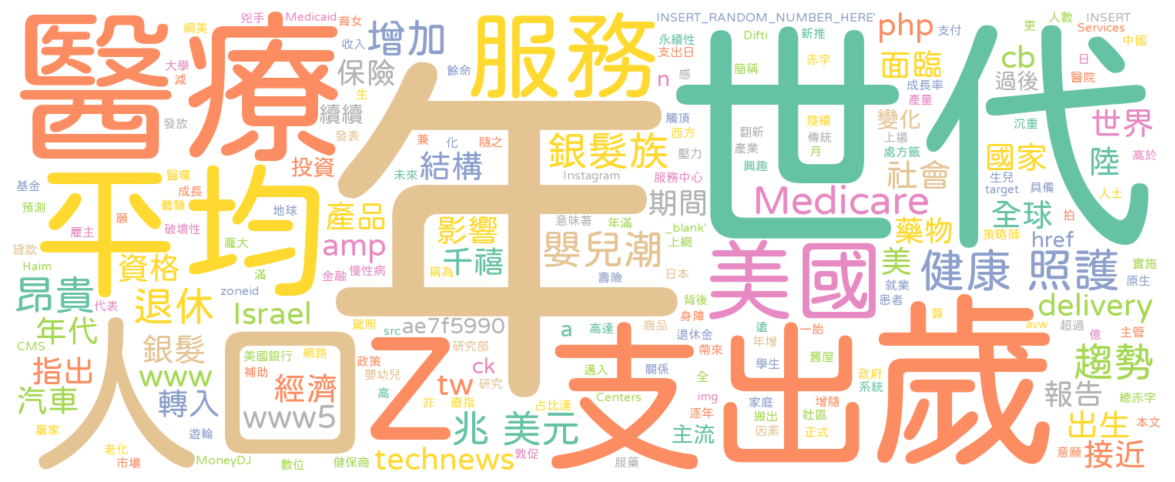 醫療
年
世代
服務
平均
人口
Z
支出
歲
美國
銀髮族
嬰兒潮
Medicare
健康
照護
增加
保險
續續
投資
結構
產品
影響
千禧
amp
資格
昂貴
退休
Israel
年代
銀髮
指出
www
汽車
轉入
經濟
www5
ae7f5990
ck
tw
兆
美元
technews
a
主流
期間
php
面臨
cb
過後
變化
國家
世界
陸
社會
全球
藥物
美
href
delivery
趨勢
報告
出生
接近
n
INSERT_RANDOM_NUMBER_HERE'
INSERT
Services
人數
更
中國
日
醫院
Difti
新推
支付
赤字
簡稱
永續性
支出日
感
觸頂
西方
壓力
服務中心
翻新
產業
陸續
傳統
月
興趣
成長率
產量
上揚
處方籤
沉重
高於
生兒
target
具備
人士
拍
策略師
實施
原生
就業
患者
_blank'
上網
日本
意味著
年滿
壽險
Instagram
兼
化
隨之
未來
餘命
生
發表
收入
育女
Medicaid
兇手
網美
大學
減
發放
基金
預測
雇主
貸款
Haim
代表
CMS
醫囑
成長
體驗
願
破壞性
龐大
地球
滿
zoneid
金融
慢性病
稱為
駕照
src
研究部
政策
嬰幼兒
研究
美國銀行
網路
補助
高
非
直指
占比達
邁入
關係
高達
商品
退休金
帶來
背後
身障
遠
一胎
年增
舊屋
學生
全
img
逐年
Centers
家庭
搬出
社區
因素
增隨
正式
政府
系統
算
avw
超過
億
主管
總赤字
本文
意願
贏家
老化
市場
遊輪
MoneyDJ
數位
健保商
敦促
服藥